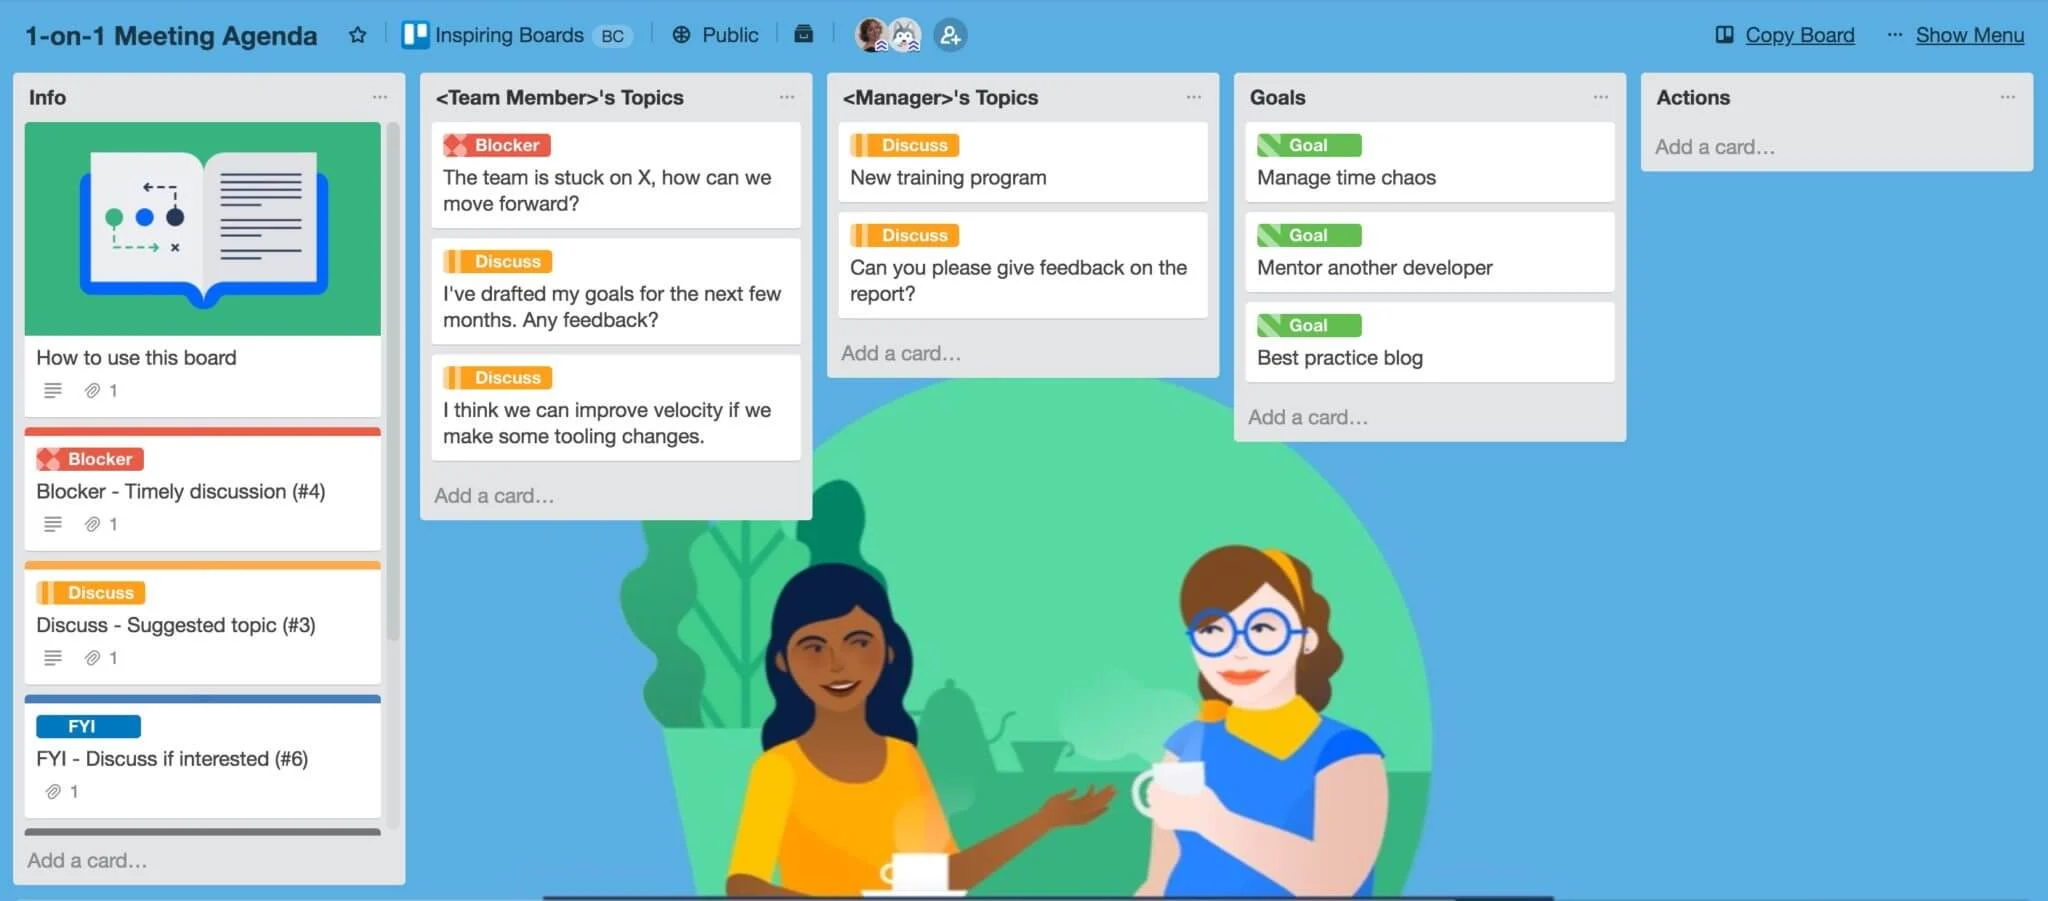 1-on-1 Meeting Agenda
Inspiring Boards BC
Public
Copy Board
··· Show Menu
Info
How to use this board
1
Blocker
Blocker - Timely discussion (#4)
1
Discuss
Discuss - Suggested topic (#3)
1
FYI
FYI - Discuss if interested (#6)
1
Add a card…
<Team Member>'s Topics
Blocker
The team is stuck on X, how can we
move forward?
Discuss
I've drafted my goals for the next few
months. Any feedback?
Discuss
I think we can improve velocity if we
make some tooling changes.
Add a card…
<Manager>'s Topics
Discuss
New training program
Discuss
Can you please give feedback on the
report?
Add a card…
Goals
Goal
Manage time chaos
Goal
Mentor another developer
Goal
Best practice blog
Add a card…
Actions
Add a card…